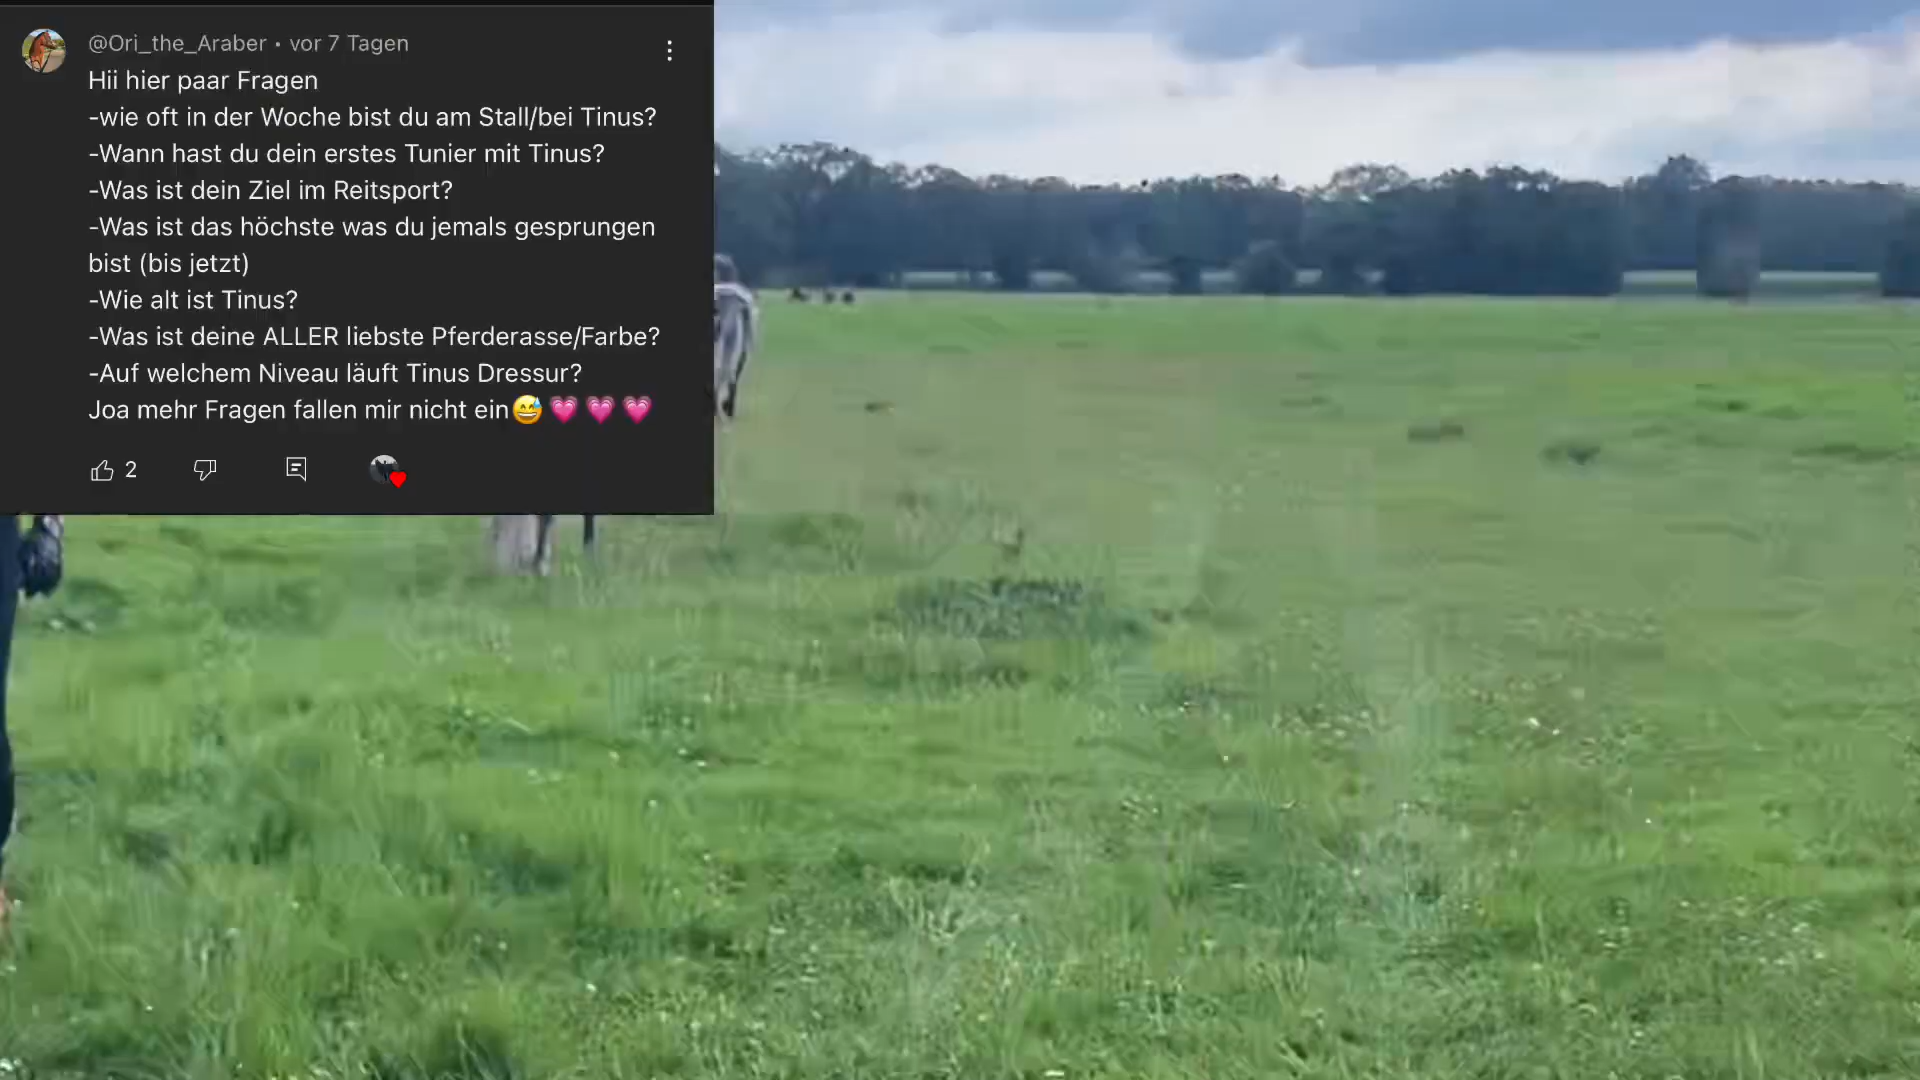 @Ori_the_Araber • vor 7 Tagen
Hii hier paar Fragen
-wie oft in der Woche bist du am Stall/bei Tinus?
-Wann hast du dein erstes Tunier mit Tinus?
-Was ist dein Ziel im Reitsport?
-Was ist das höchste was du jemals gesprungen
bist (bis jetzt)
-Wie alt ist Tinus?
-Was ist deine ALLER liebste Pferderasse/Farbe?
-Auf welchem Niveau läuft Tinus Dressur?
Joa mehr Fragen fallen mir nicht ein😅💗💗💗
2